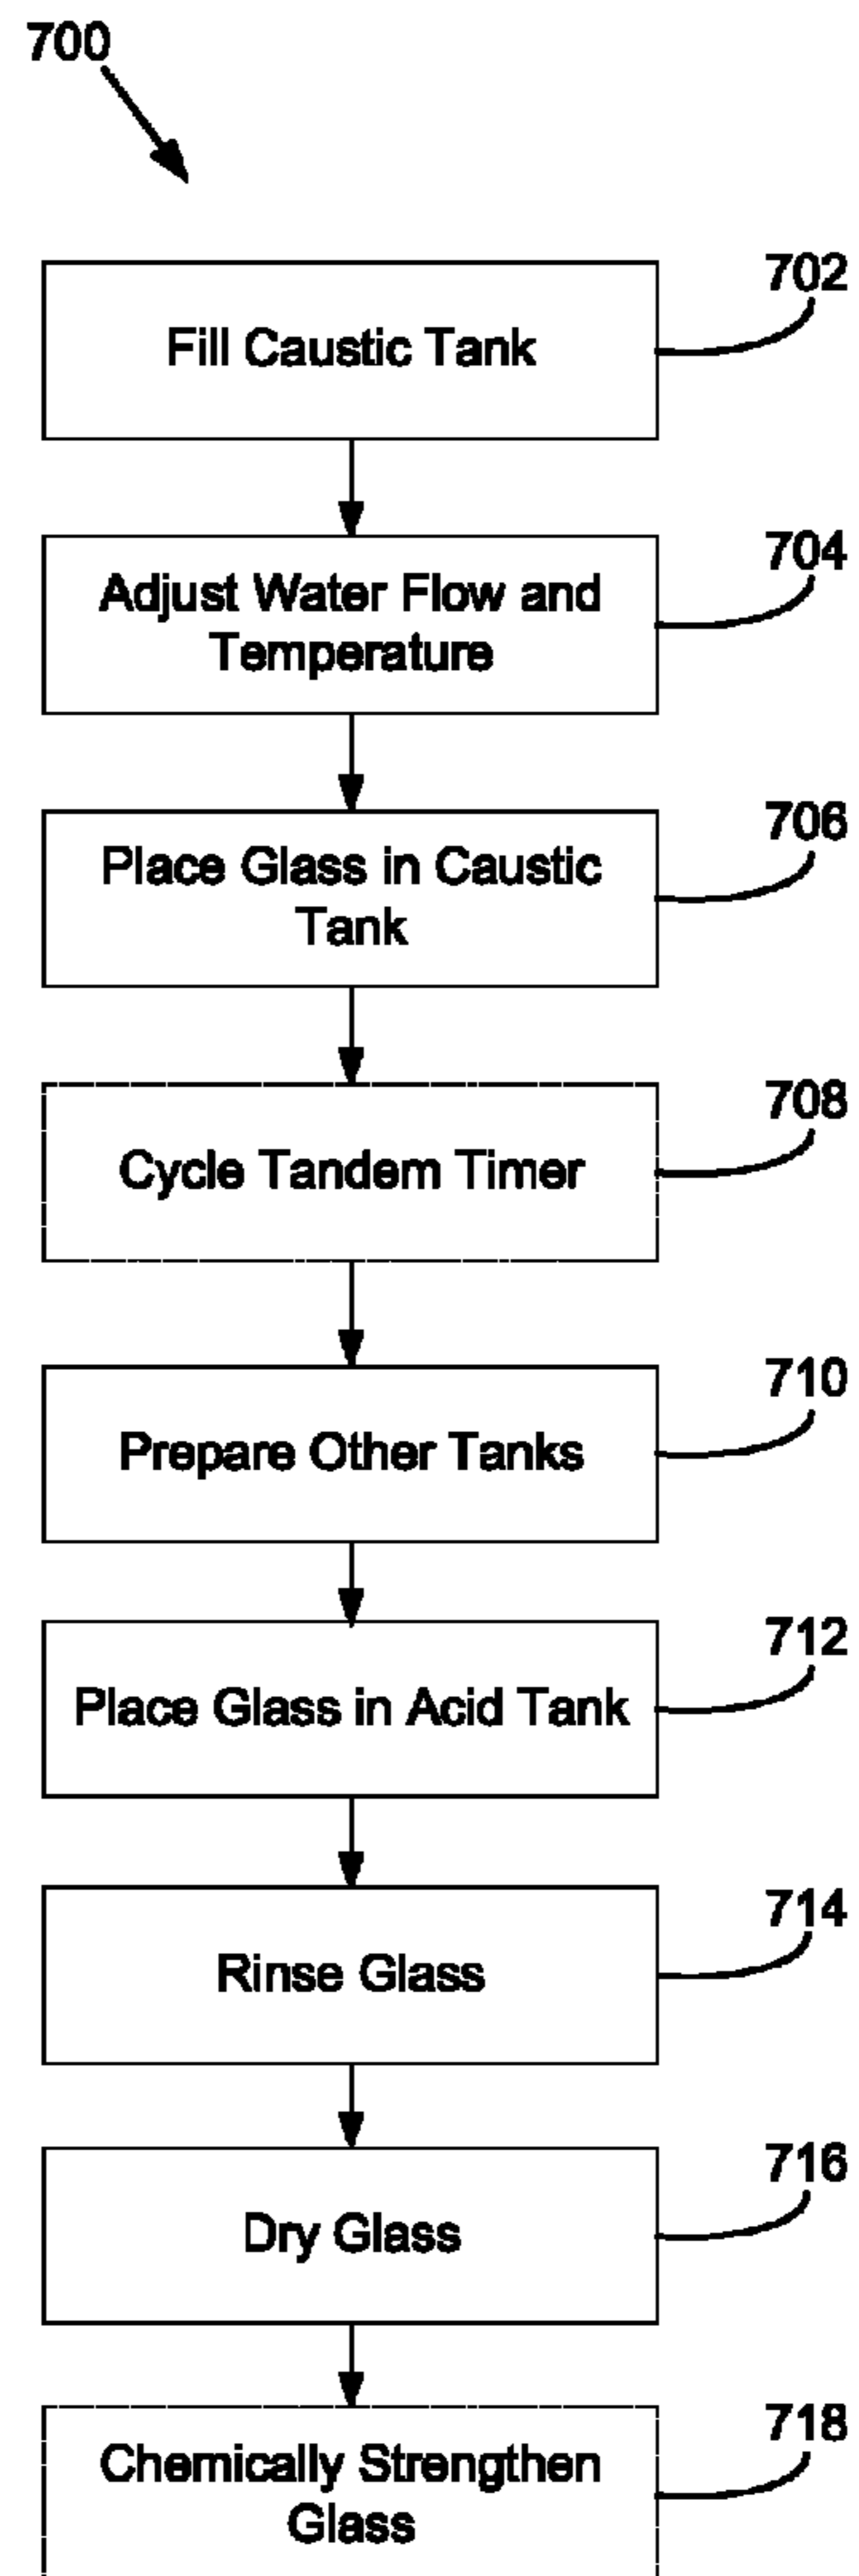 700
702
Fill Caustic Tank
704
Adjust Water Flow and
Temperature
706
Place Glass in Caustic
Tank
708
Cycle Tandem Timer
710
Prepare Other Tanks
712
Place Glass in Acid Tank
714
Rinse Glass
716
Dry Glass
718
Chemically Strengthen
Glass